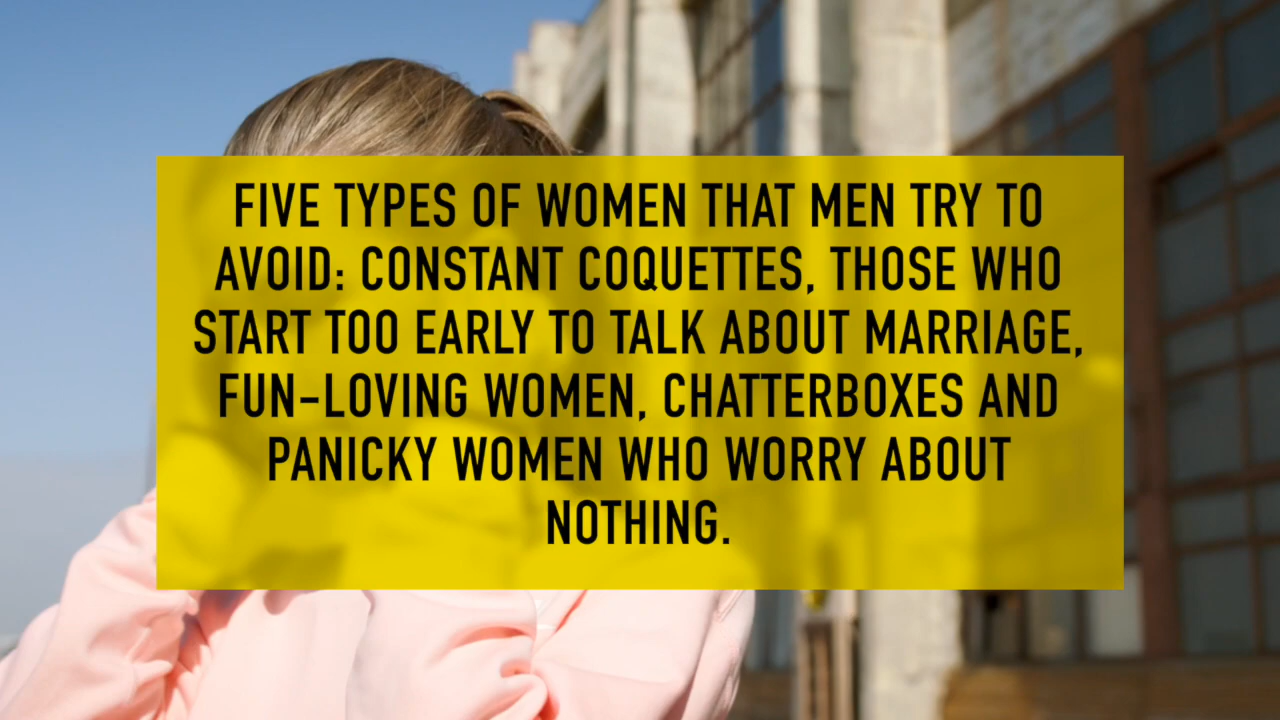 FIVE TYPES OF WOMEN THAT MEN TRY TO
AVOID: CONSTANT COQUETTES, THOSE WHO
START TOO EARLY TO TALK ABOUT MARRIAGE,
FUN-LOVING WOMEN, CHATTERBOXES AND
PANICKY WOMEN WHO WORRY ABOUT
NOTHING.